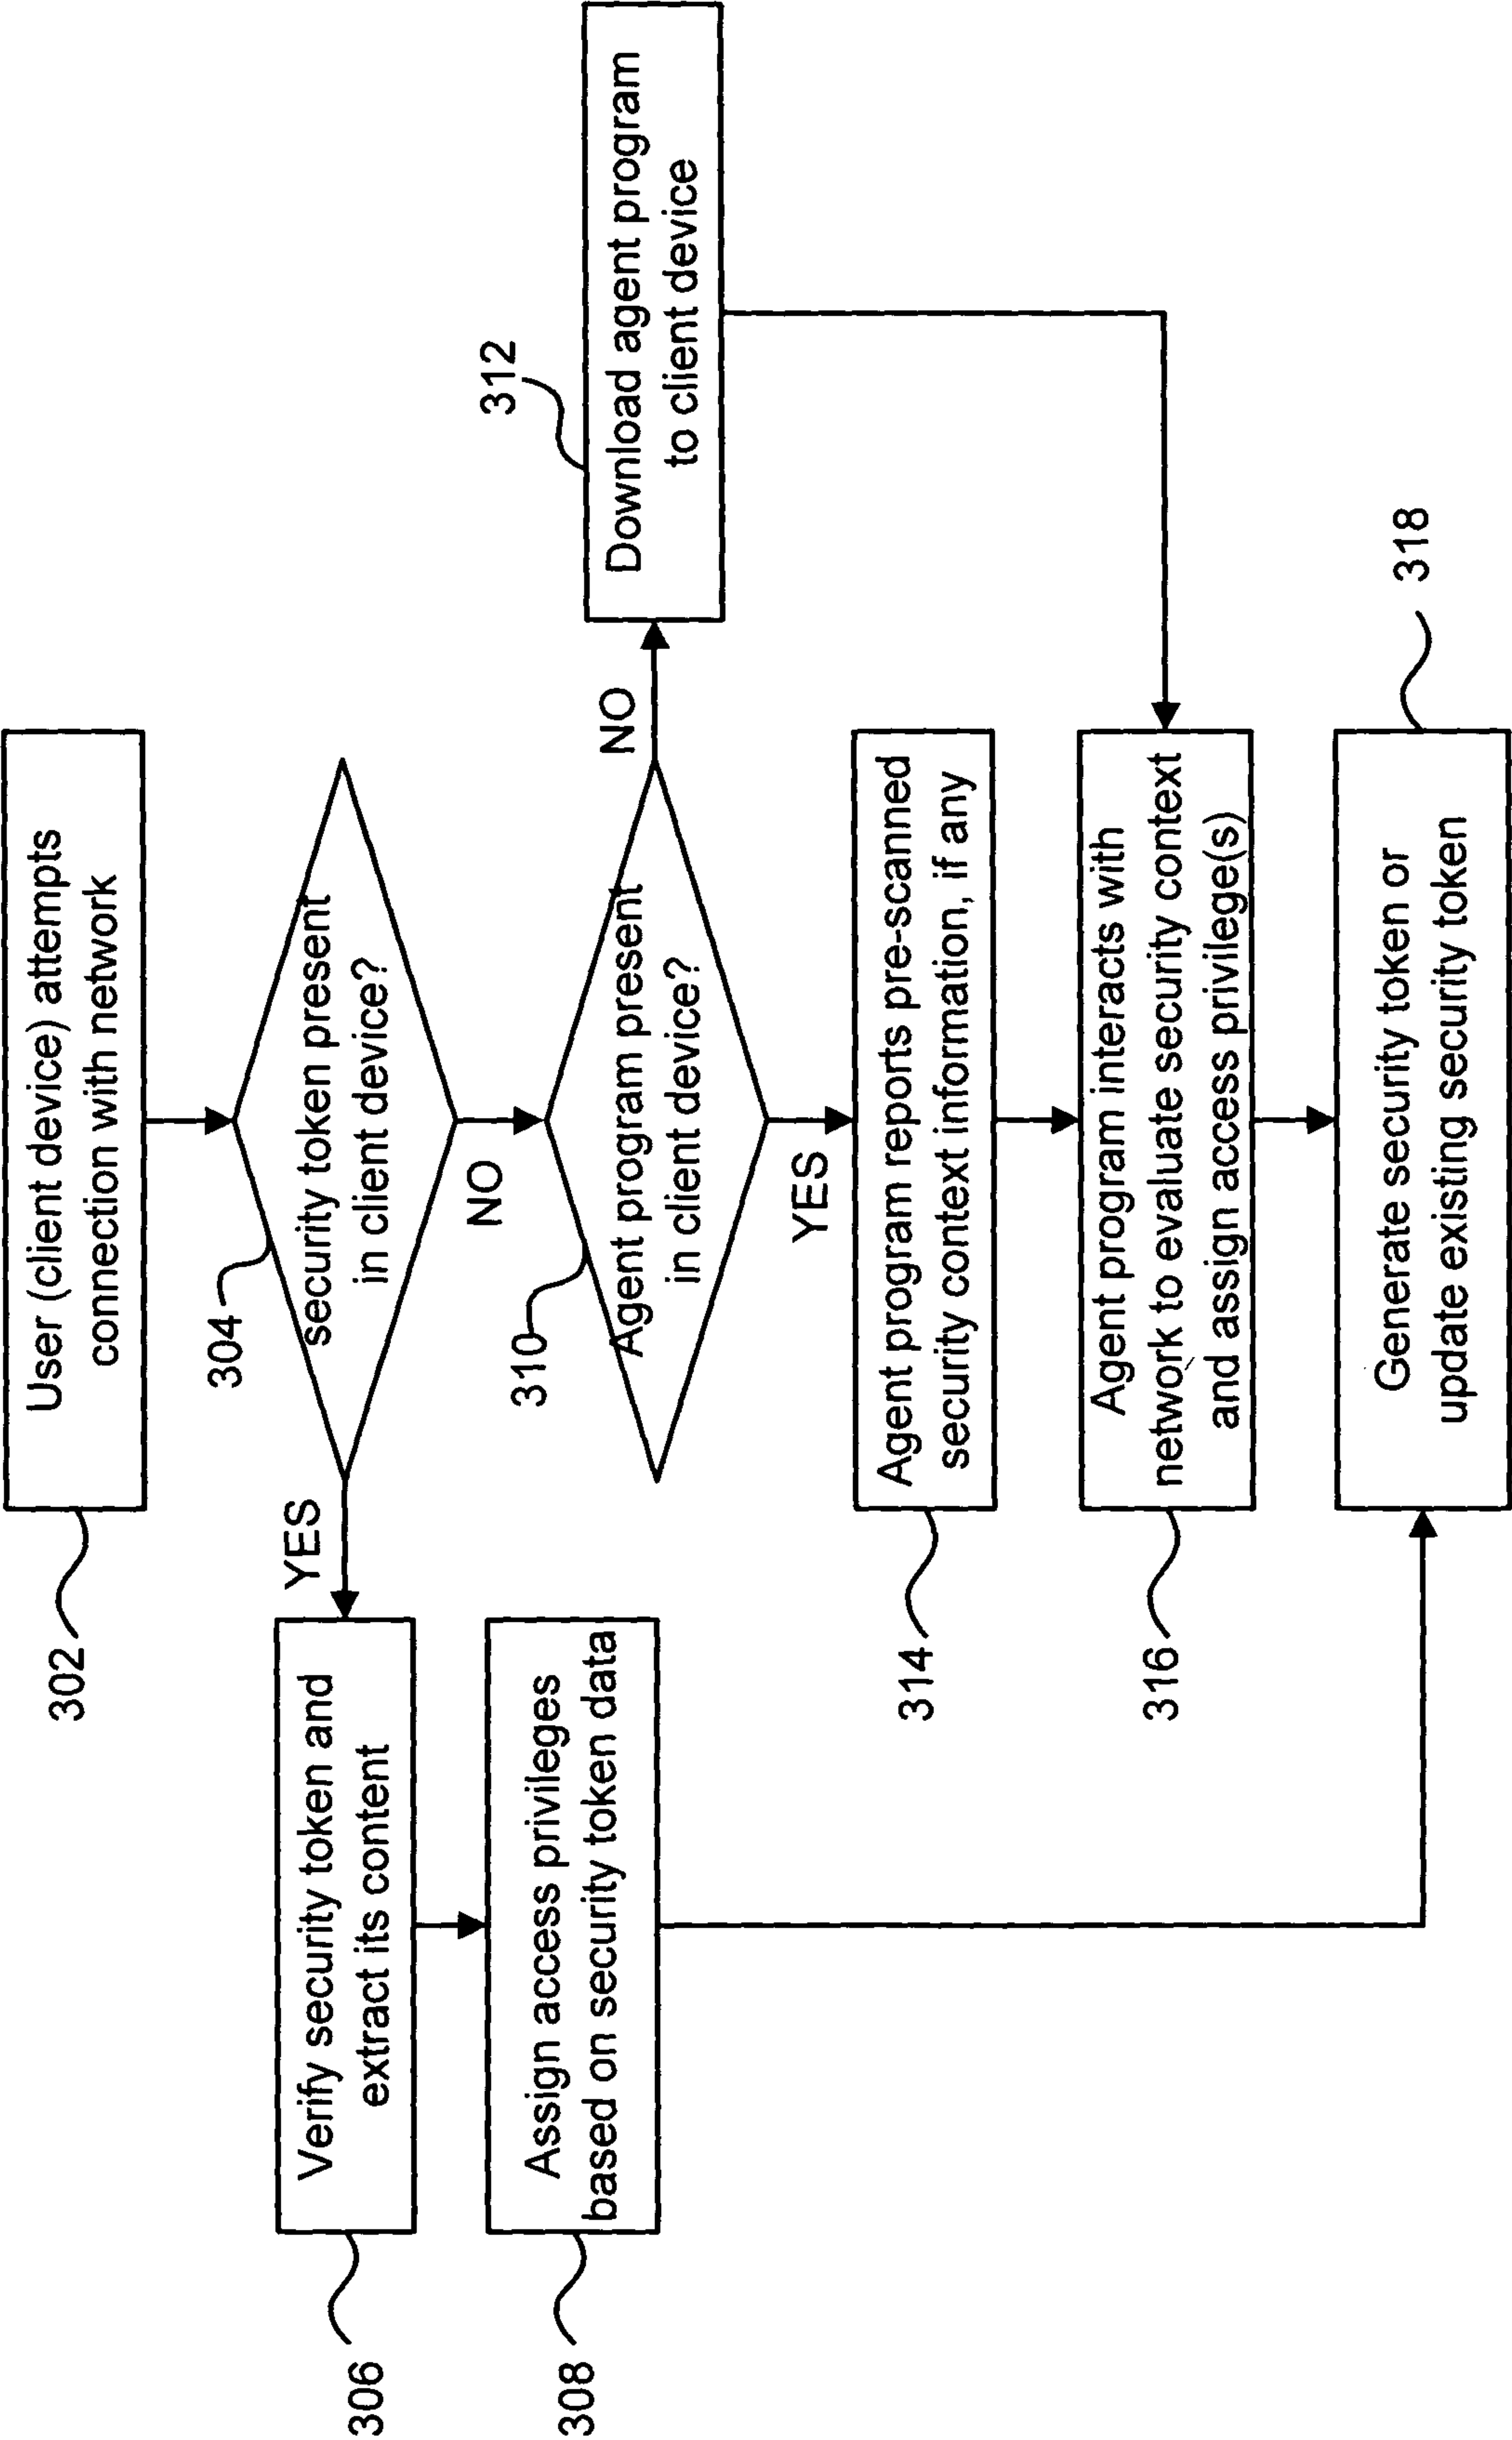 302
User (client device) attempts
connection with network
304
security token present
in client device?
YES
NO
306
Verify security token and
extract its content
308
Assign access privileges
based on security token data
310
Agent program present
in client device?
NO
YES
312
Download agent program
to client device
314
Agent program reports pre-scanned
security context information, if any
316
Agent program interacts with
network to evaluate security context
and assign access privilege(s)
318
Generate security token or
update existing security token